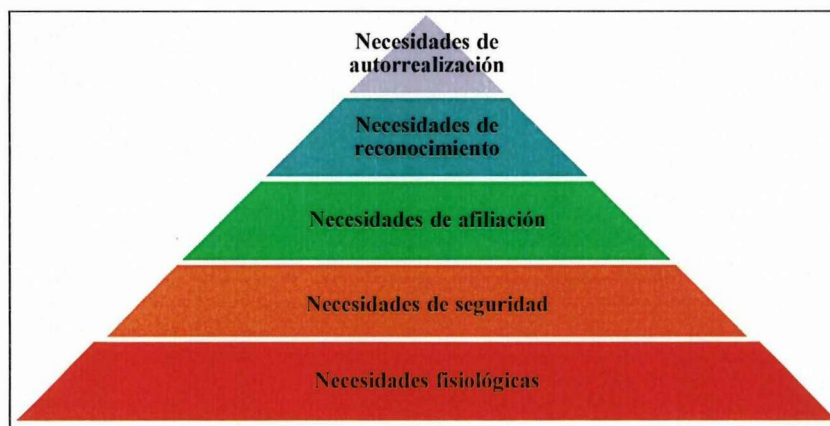 Necesidades de
autorrealización
Necesidades de
reconocimiento
Necesidades de afiliación
Necesidades de seguridad
Necesidades fisiológicas